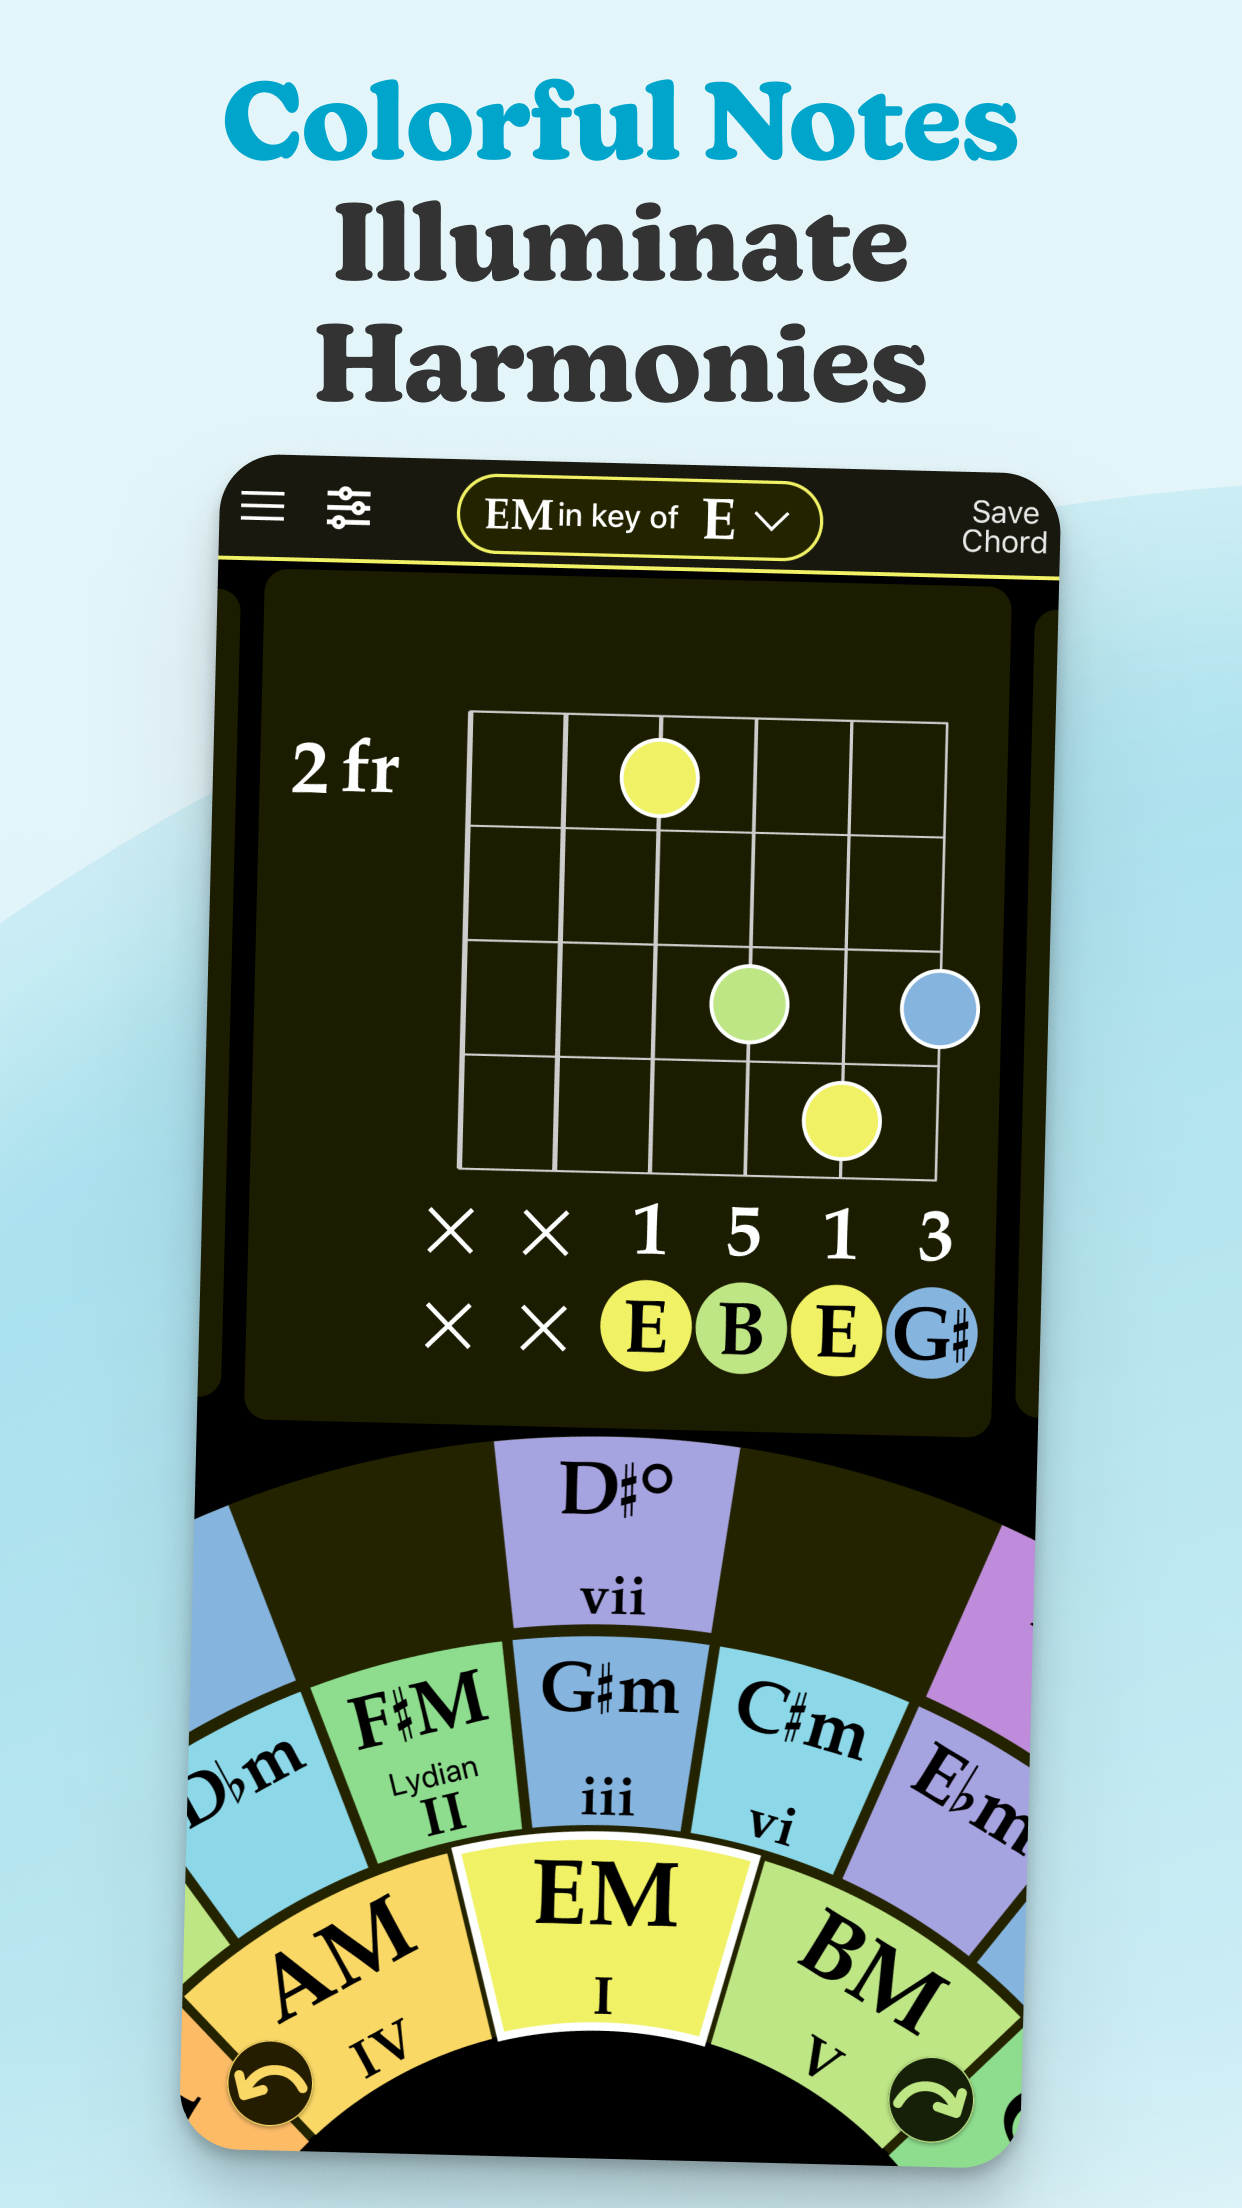 Colorful Notes
Illuminate
Harmonies
EM in key of E
Save
Chord
2 fr
1 5 1 3
E B E G♯
D♯°
vii
F♯M
Lydian
II
G♯m
iii
C♯m
vi
D♭m
E♭m
AM
IV
EM
I
BM
V